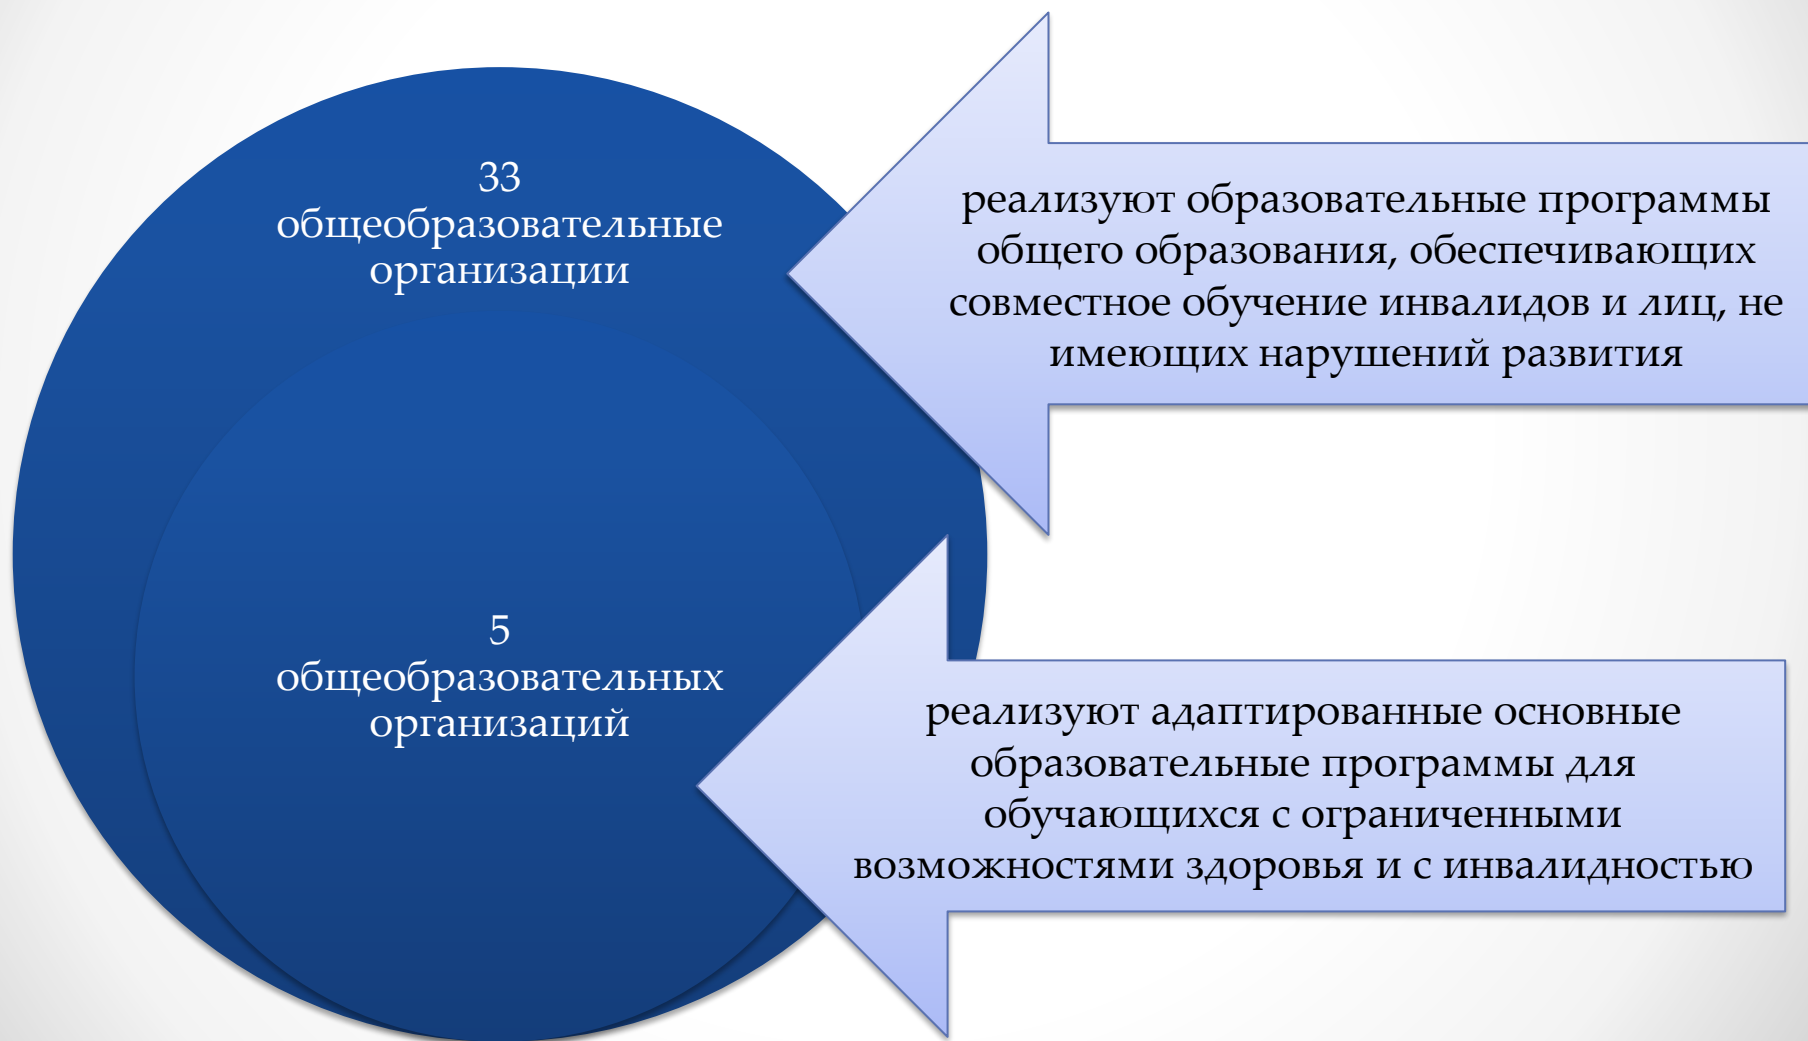 33
общеобразовательные
организации
реализуют образовательные программы
общего образования, обеспечивающих
совместное обучение инвалидов и лиц, не
имеющих нарушений развития
5
общеобразовательных
организаций
реализуют адаптированные основные
образовательные программы для
обучающихся с ограниченными
возможностями здоровья и с инвалидностью